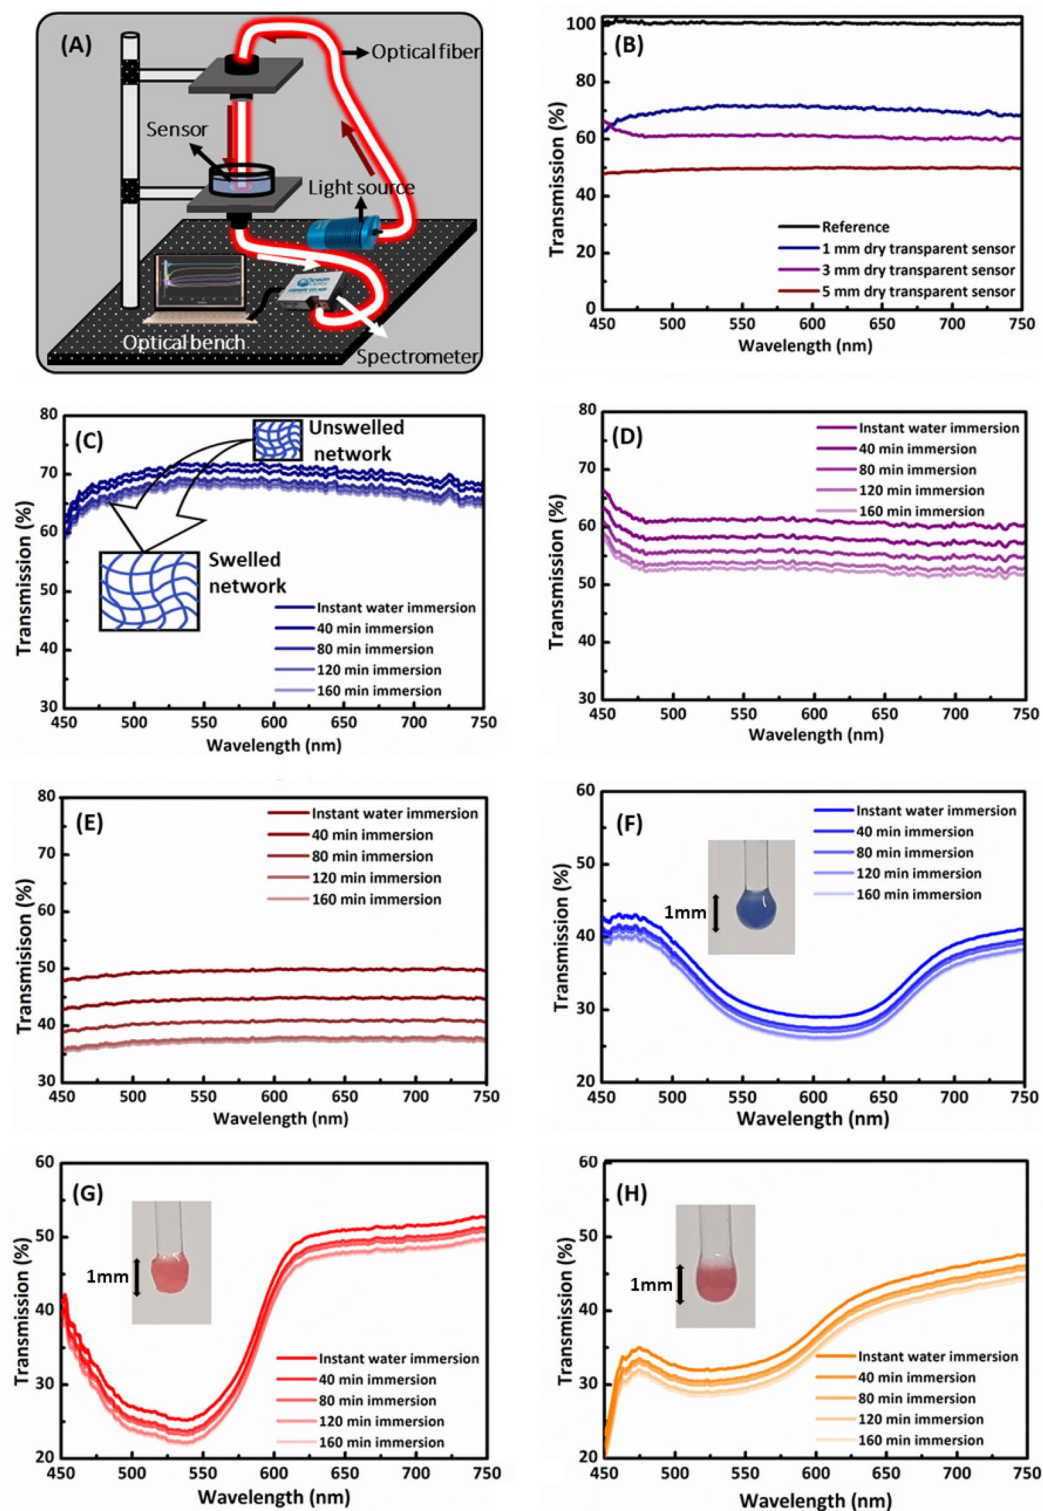 (A)
Optical fiber
Sensor
Light source
Ocean
Optical bench
Spectrometer
(B)
Transmission (%)
100
80
60
40
20
0
Reference
1 mm dry transparent sensor
3 mm dry transparent sensor
5 mm dry transparent sensor
450 500 550 600 650 700 750
Wavelength (nm)
(C)
Transmission (%)
80
70
60
50
40
30
Unswelled
network
Swelled
network
Instant water immersion
40 min immersion
80 min immersion
120 min immersion
160 min immersion
450 500 550 600 650 700 750
Wavelength (nm)
(D)
Transmission (%)
80
70
60
50
40
30
Instant water immersion
40 min immersion
80 min immersion
120 min immersion
160 min immersion
450 500 550 600 650 700 750
Wavelength (nm)
(E)
Transmisison (%)
80
70
60
50
40
30
Instant water immersion
40 min immersion
80 min immersion
120 min immersion
160 min immersion
450 500 550 600 650 700 750
Wavelength (nm)
(F)
Transmission (%)
60
50
40
30
20
1mm
Instant water immersion
40 min immersion
80 min immersion
120 min immersion
160 min immersion
450 500 550 600 650 700 750
Wavelength (nm)
(G)
Transmission (%)
60
50
40
30
20
1mm
Instant water immersion
40 min immersion
80 min immersion
120 min immersion
160 min immersion
450 500 550 600 650 700 750
Wavelength (nm)
(H)
Transmission (%)
60
50
40
30
20
1mm
Instant water immersion
40 min immersion
80 min immersion
120 min immersion
160 min immersion
450 500 550 600 650 700 750
Wavelength (nm)